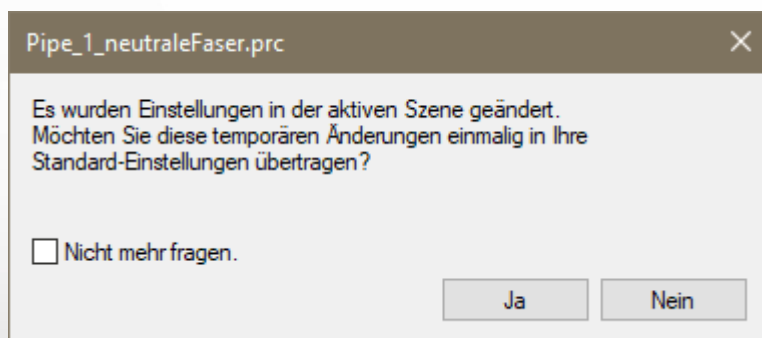 Pipe_1_neutraleFaser.prc
Es wurden Einstellungen in der aktiven Szene geändert.
Möchten Sie diese temporären Änderungen einmalig in Ihre
Standard-Einstellungen übertragen?
Nicht mehr fragen.
Ja Nein